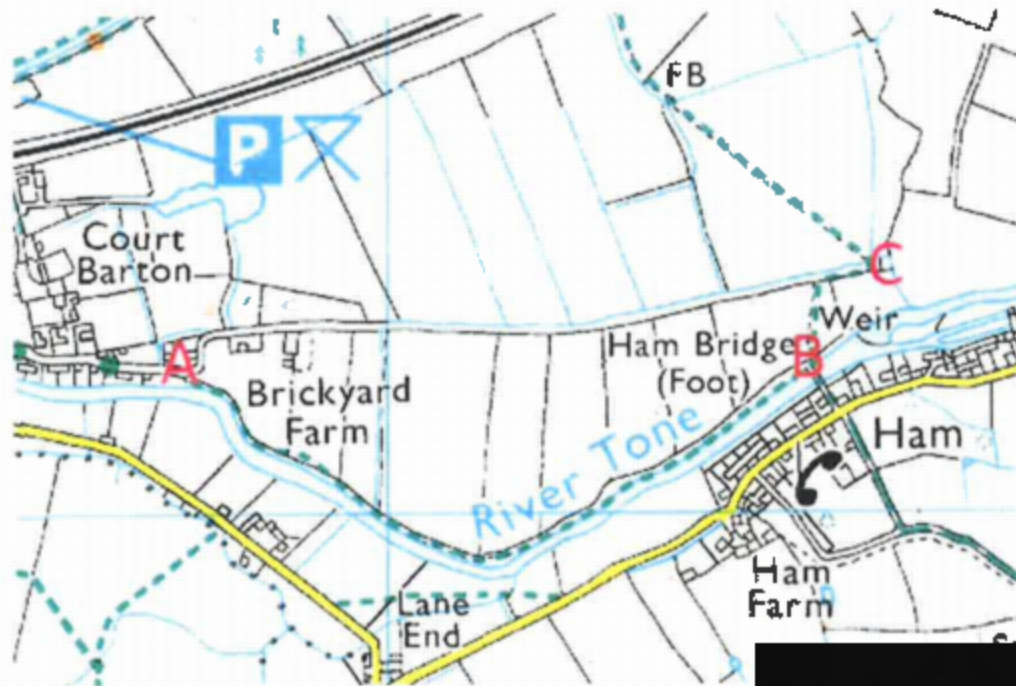 FB
P
Court
Barton
C
Weir
A
Ham Bridge
(Foot)
B
Brickyard
Farm
River Tone
Ham
Ham
Farm
Lane
End